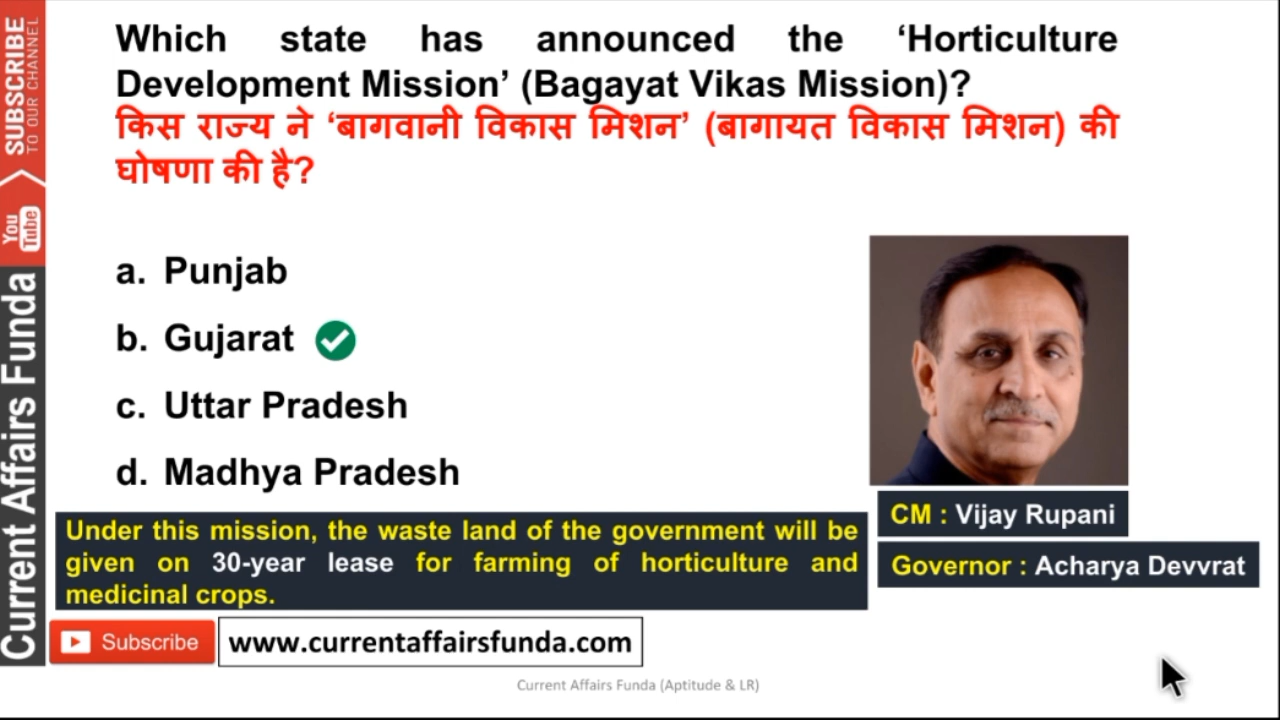 Which state has announced the ‘Horticulture
Development Mission’ (Bagayat Vikas Mission)?
किस राज्य ने ‘बागवानी विकास मिशन’ (बागायत विकास मिशन) की
घोषणा की है?
a. Punjab
b. Gujarat
c. Uttar Pradesh
d. Madhya Pradesh
CM : Vijay Rupani
Governor : Acharya Devvrat
Under this mission, the waste land of the government will be
given on 30-year lease for farming of horticulture and
medicinal crops.
Subscribe
www.currentaffairsfunda.com
Current Affairs Funda (Aptitude & LR)
SUBSCRIBE
TO OUR CHANNEL
You
Tube
Current Affairs Funda